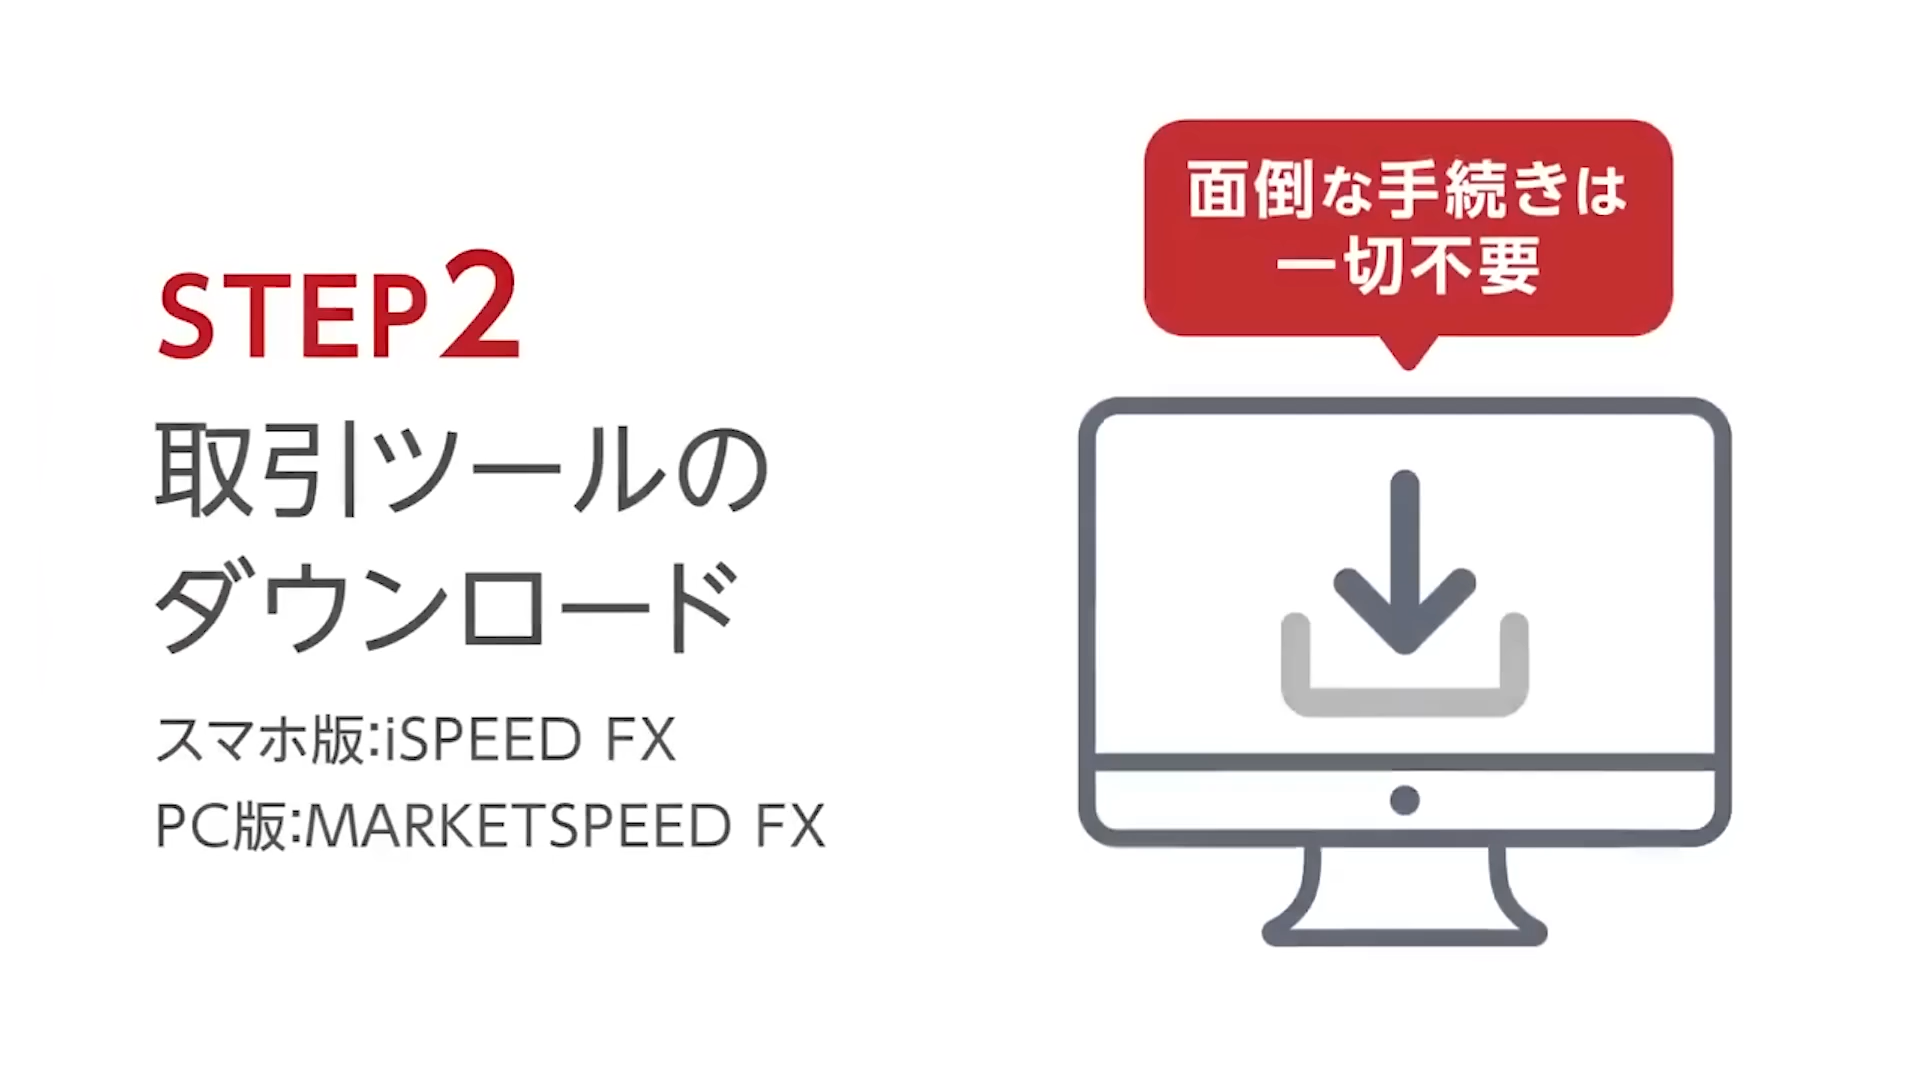 STEP2
取引ツールの
ダウンロード
スマホ版:iSPEED FX
PC版:MARKETSPEED FX
面倒な手続きは
一切不要